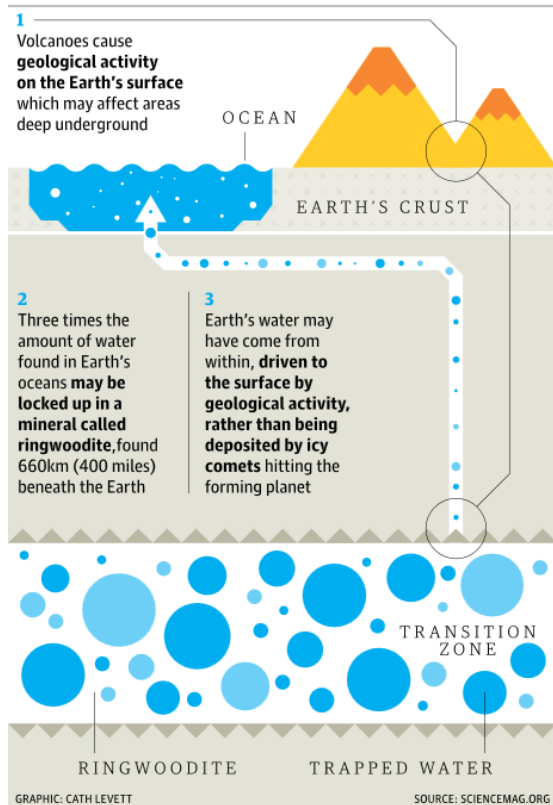 1
Volcanoes cause
geological activity
on the Earth's surface
which may affect areas
deep underground
OCEAN
EARTH'S CRUST
2
Three times the
amount of water
found in Earth's
oceans may be
locked up in a
mineral called
ringwoodite,found
660km (400 miles)
beneath the Earth
3
Earth's water may
have come from
within, driven to
the surface by
geological activity,
rather than being
deposited by icy
comets hitting the
forming planet
TRANSITION
ZONE
RINGWOODITE
TRAPPED WATER
GRAPHIC: CATH LEVETT
SOURCE: SCIENCEMAG.ORG